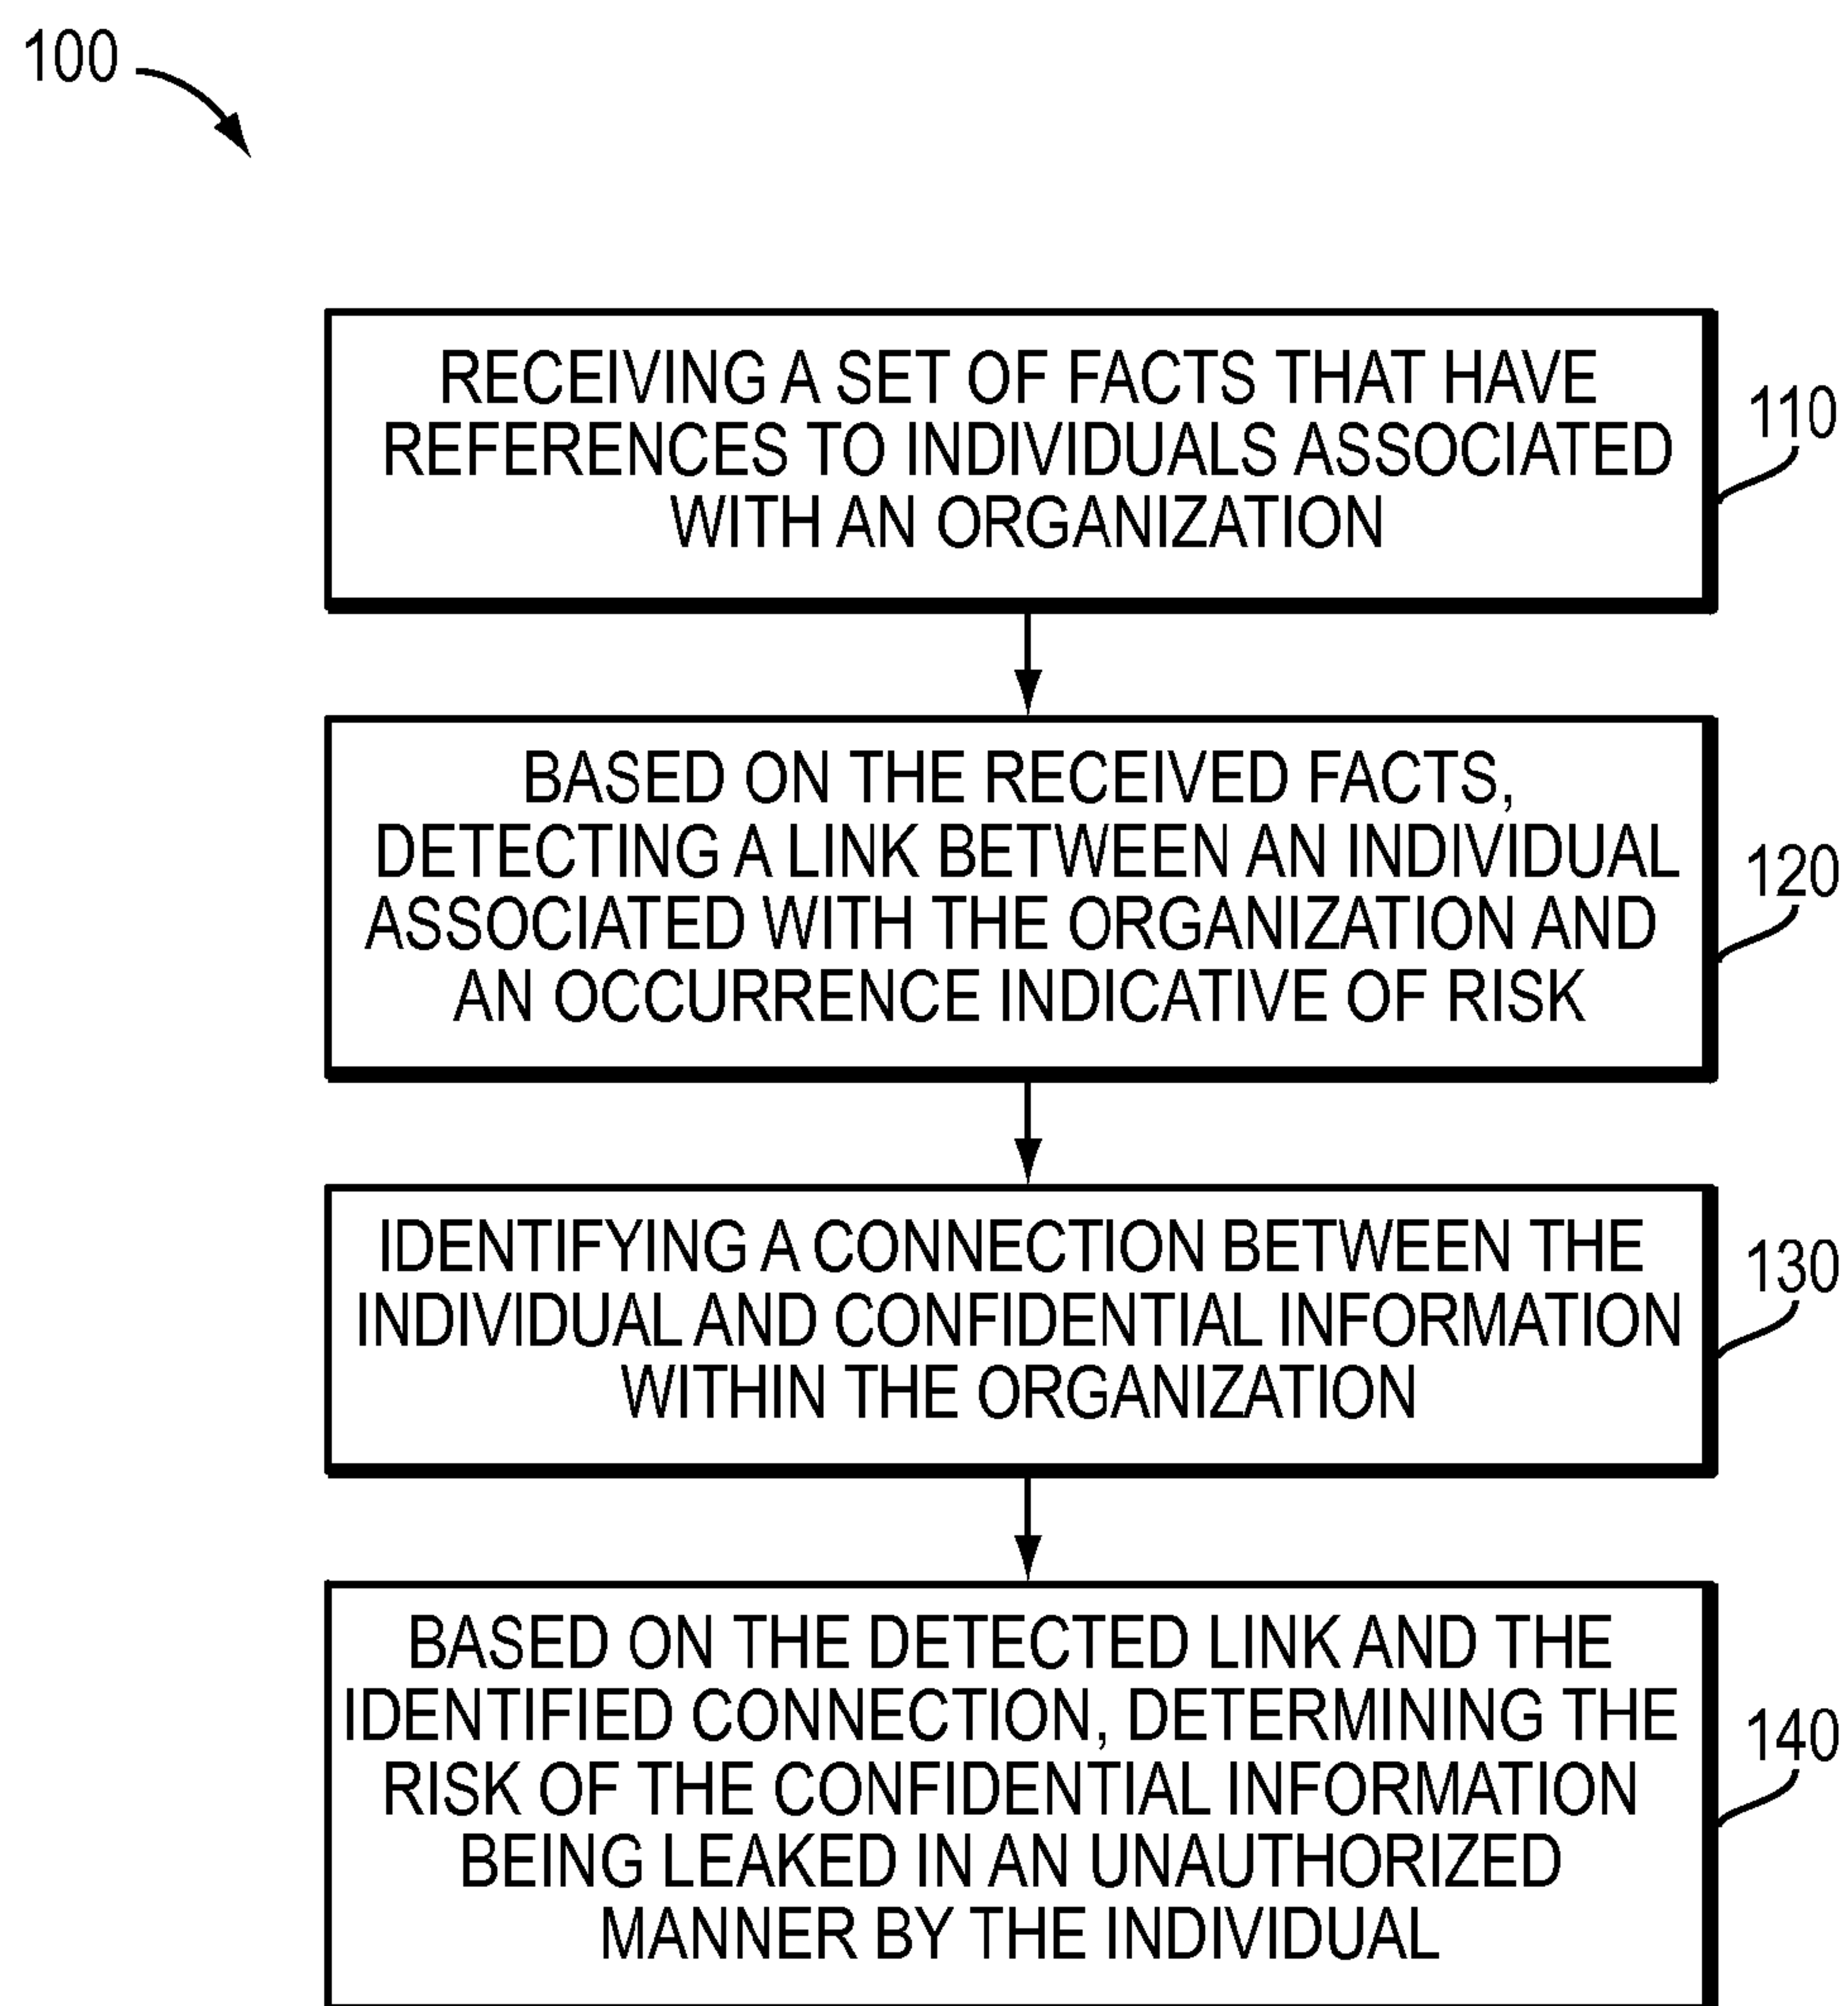 100
RECEIVING A SET OF FACTS THAT HAVE
REFERENCES TO INDIVIDUALS ASSOCIATED
WITH AN ORGANIZATION
110
BASED ON THE RECEIVED FACTS,
DETECTING A LINK BETWEEN AN INDIVIDUAL
ASSOCIATED WITH THE ORGANIZATION AND
AN OCCURRENCE INDICATIVE OF RISK
120
IDENTIFYING A CONNECTION BETWEEN THE
INDIVIDUAL AND CONFIDENTIAL INFORMATION
WITHIN THE ORGANIZATION
130
BASED ON THE DETECTED LINK AND THE
IDENTIFIED CONNECTION, DETERMINING THE
RISK OF THE CONFIDENTIAL INFORMATION
BEING LEAKED IN AN UNAUTHORIZED
MANNER BY THE INDIVIDUAL
140